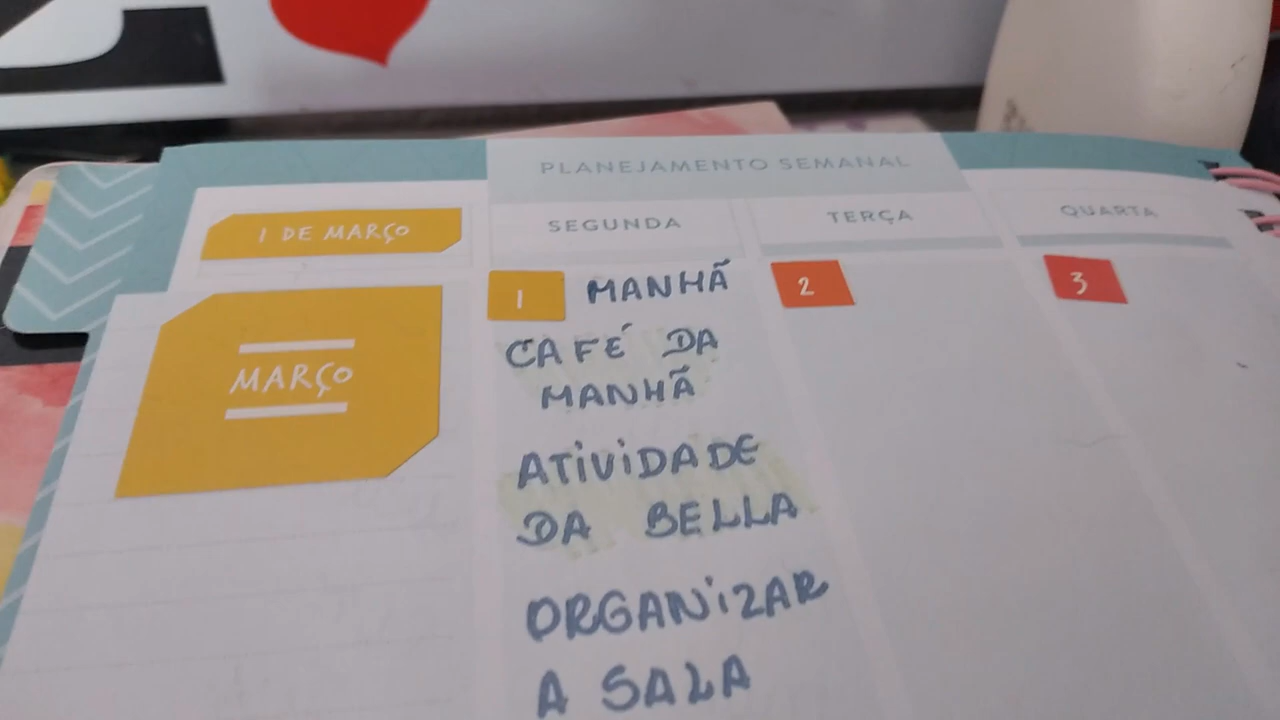 PLANEJAMENTO SEMANAL
1 DE MARÇO
SEGUNDA
TERÇA
QUARTA
MARÇO
1 MANHÃ
CAFÉ DA
MANHÃ
ATIVIDADE
DA BELLA
ORGANIZAR
A SALA
2
3